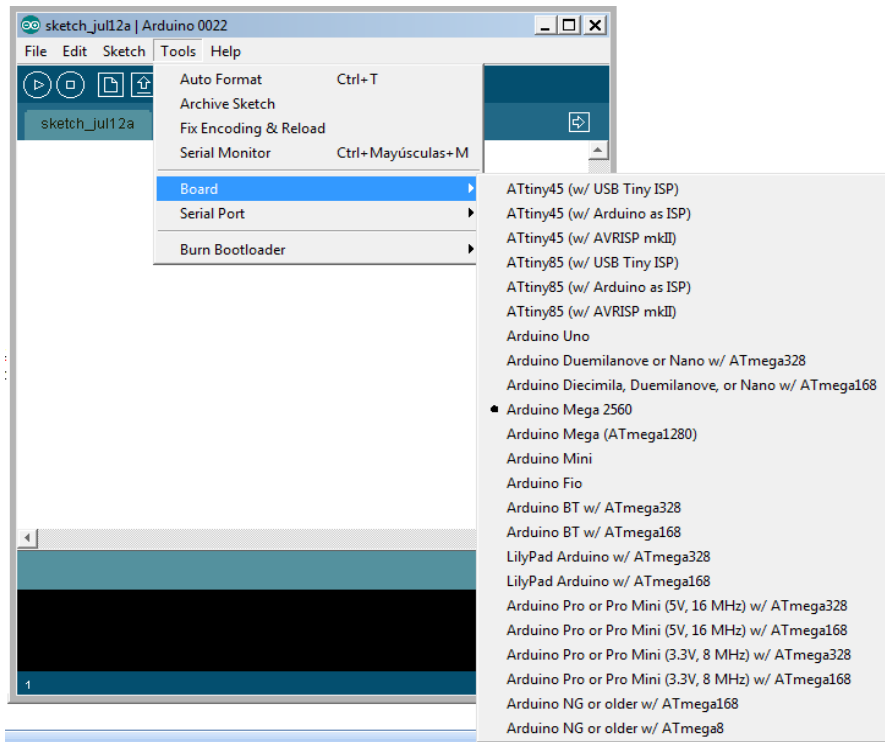 sketch_jul12a | Arduino 0022
File Edit Sketch Tools Help
sketch_jul12a
Auto Format Ctrl+T
Archive Sketch
Fix Encoding & Reload
Serial Monitor Ctrl+Mayúsculas+M
Board
Serial Port
Burn Bootloader
ATtiny45 (w/ USB Tiny ISP)
ATtiny45 (w/ Arduino as ISP)
ATtiny45 (w/ AVRISP mkII)
ATtiny85 (w/ USB Tiny ISP)
ATtiny85 (w/ Arduino as ISP)
ATtiny85 (w/ AVRISP mkII)
Arduino Uno
Arduino Duemilanove or Nano w/ ATmega328
Arduino Diecimila, Duemilanove, or Nano w/ ATmega168
Arduino Mega 2560
Arduino Mega (ATmega1280)
Arduino Mini
Arduino Fio
Arduino BT w/ ATmega328
Arduino BT w/ ATmega168
LilyPad Arduino w/ ATmega328
LilyPad Arduino w/ ATmega168
Arduino Pro or Pro Mini (5V, 16 MHz) w/ ATmega328
Arduino Pro or Pro Mini (5V, 16 MHz) w/ ATmega168
Arduino Pro or Pro Mini (3.3V, 8 MHz) w/ ATmega328
Arduino Pro or Pro Mini (3.3V, 8 MHz) w/ ATmega168
Arduino NG or older w/ ATmega168
Arduino NG or older w/ ATmega8
1